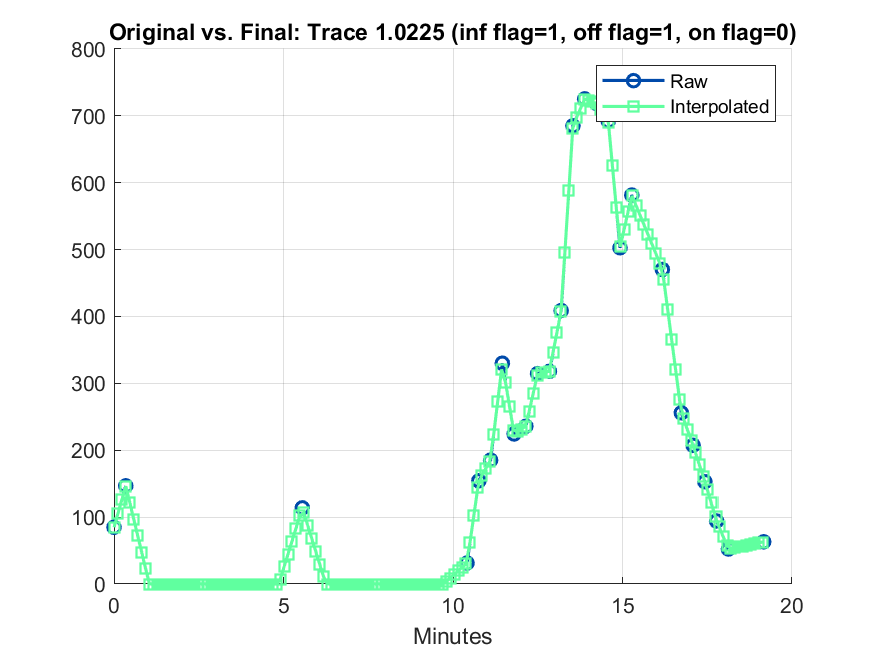 Original vs. Final: Trace 1.0225 (inf flag=1, off flag=1, on flag=0)
800
700
600
500
400
300
200
100
0
Raw
Interpolated
0 5 10 15 20
Minutes